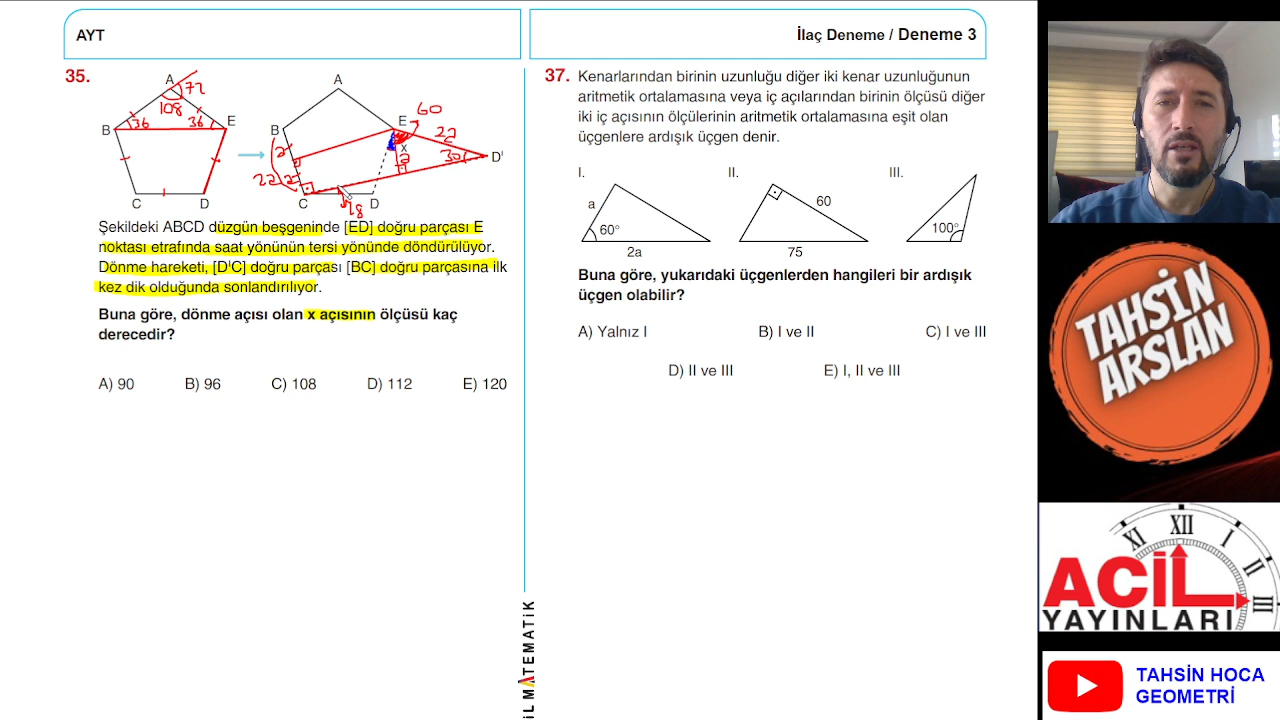 AYT
İlaç Deneme / Deneme 3
35.
A
72
108
B
36
36
E
C
D
A
B
E
60
22
x
30
D'
2
2
22
2
C
18
D
Şekildeki ABCD düzgün beşgeninde [ED] doğru parçası E
noktası etrafında saat yönünün tersi yönünde döndürülüyor.
Dönme hareketi, [D'C] doğru parçası [BC] doğru parçasına ilk
kez dik olduğunda sonlandırılıyor.
Buna göre, dönme açısı olan x açısının ölçüsü kaç
derecedir?
A) 90
B) 96
C) 108
D) 112
E) 120
37. Kenarlarından birinin uzunluğu diğer iki kenar uzunluğunun
aritmetik ortalamasına veya iç açılarından birinin ölçüsü diğer
iki iç açısının ölçülerinin aritmetik ortalamasına eşit olan
üçgenlere ardışık üçgen denir.
I.
a
60°
2a
II.
60
75
III.
100°
Buna göre, yukarıdaki üçgenlerden hangileri bir ardışık
üçgen olabilir?
A) Yalnız I
B) I ve II
C) I ve III
D) II ve III
E) I, II ve III
İL MATEMATİK
TAHSİN
ARSLAN
XI
XII
I
II
III
ACİL
YAYINLARI
TAHSİN HOCA
GEOMETRİ